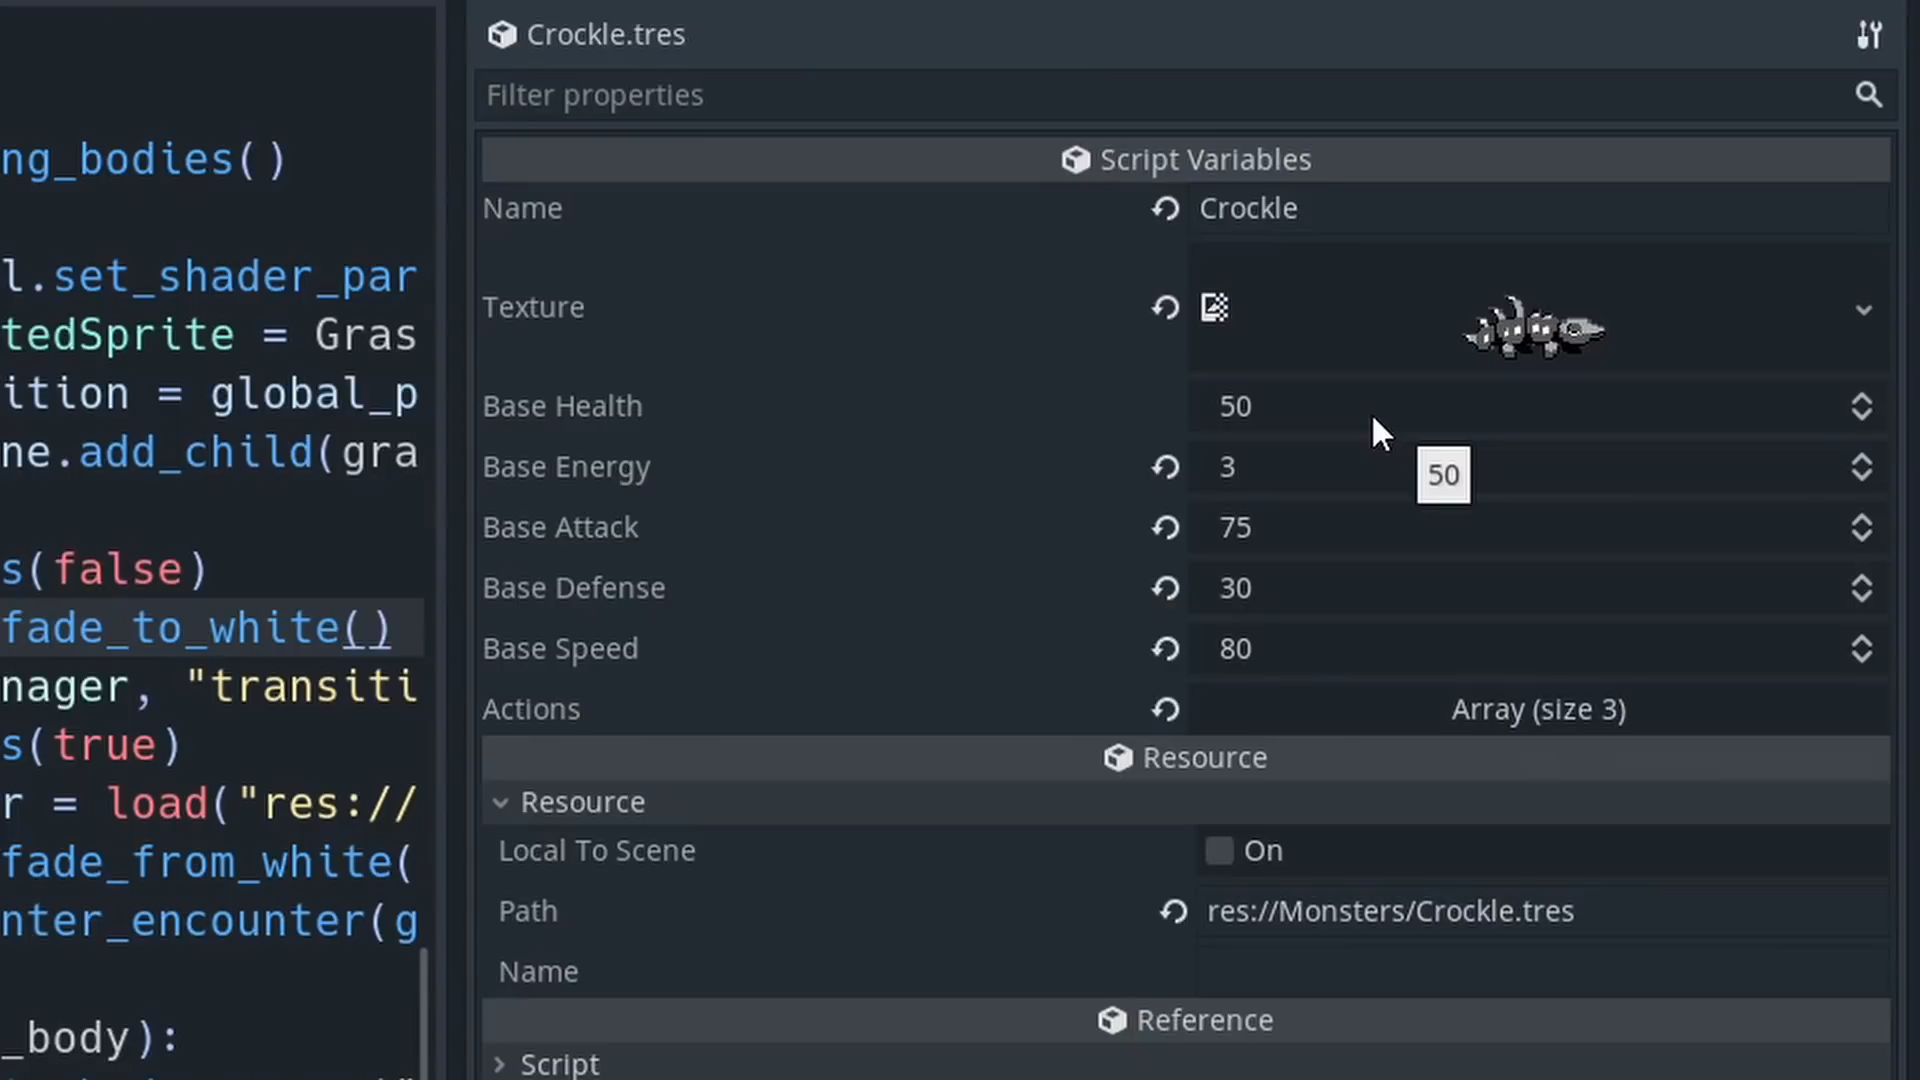 ng_bodies()
l.set_shader_par
tedSprite = Gras
ition = global_p
ne.add_child(gra
s(false)
fade_to_white()
nager, "transiti
s(true)
r = load("res://
fade_from_white(
nter_encounter(g
_body):
Crockle.tres
Filter properties
Script Variables
Name Crockle
Texture
Base Health 50
50
Base Energy 3
Base Attack 75
Base Defense 30
Base Speed 80
Actions Array (size 3)
Resource
Resource
Local To Scene On
Path res://Monsters/Crockle.tres
Name
Reference
Script